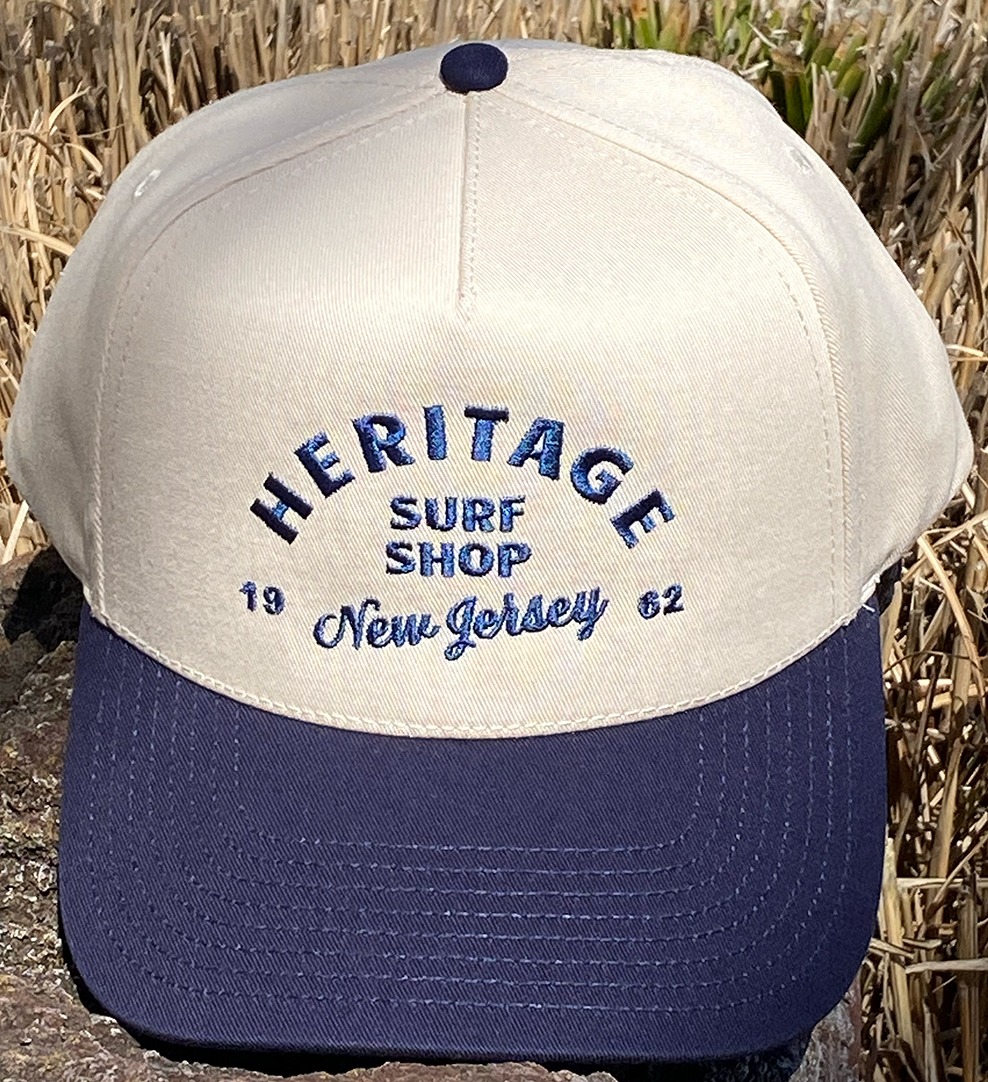 HERITAGE
SURF
SHOP
19 New Jersey 62